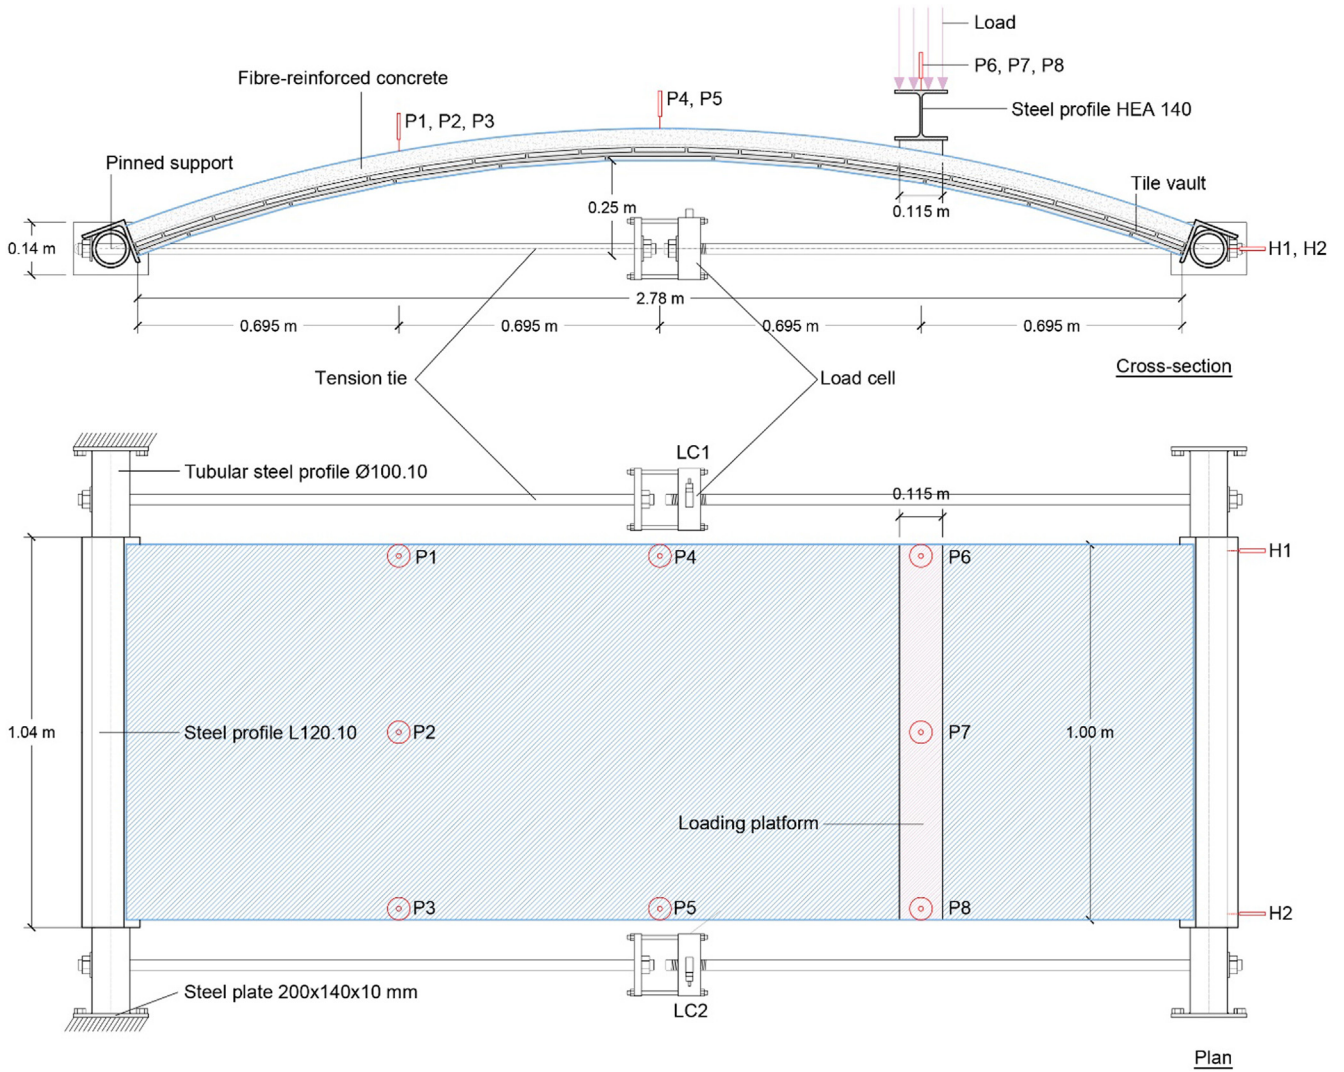 Load
P6, P7, P8
Fibre-reinforced concrete
P4, P5
Steel profile HEA 140
P1, P2, P3
Pinned support
Tile vault
0.25 m
0.115 m
0.14 m
H1, H2
2.78 m
0.695 m
0.695 m
0.695 m
0.695 m
Cross-section
Tension tie
Load cell
LC1
Tubular steel profile Ø100.10
0.115 m
P1
P4
P6
H1
1.04 m
Steel profile L120.10
P2
P7
1.00 m
Loading platform
P3
P5
P8
H2
Steel plate 200x140x10 mm
LC2
Plan